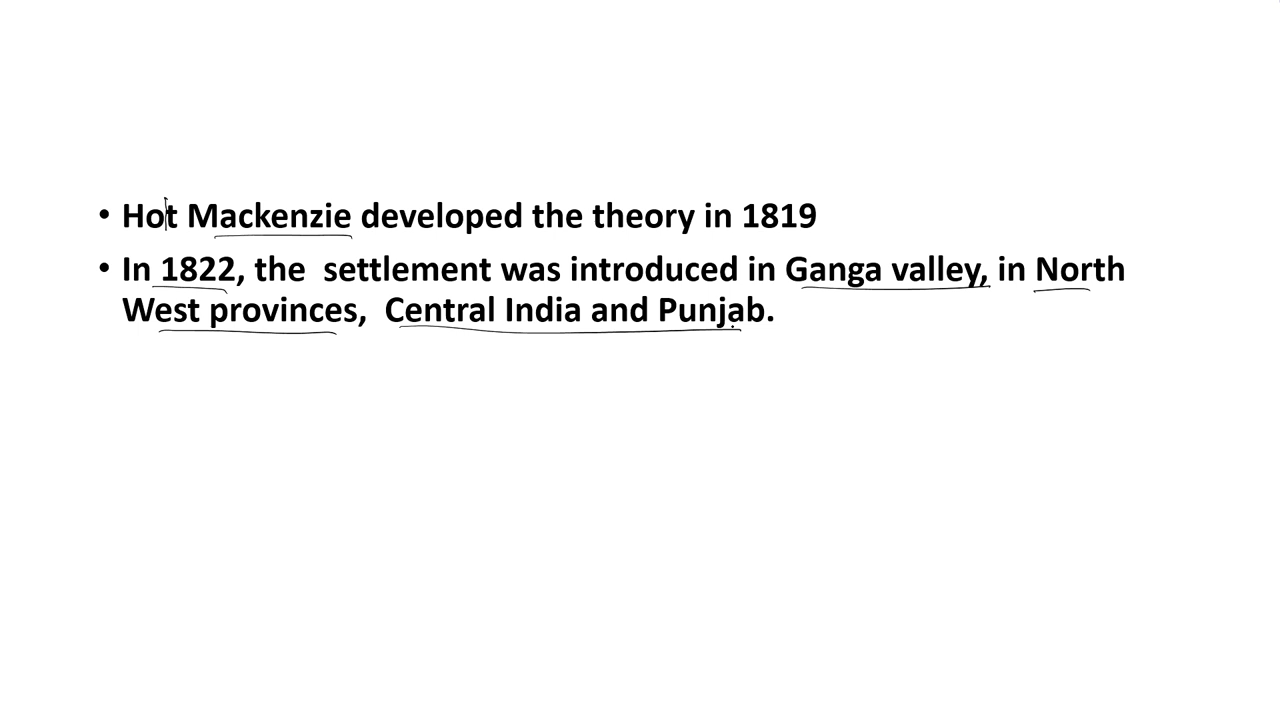 • Hot Mackenzie developed the theory in 1819
• In 1822, the  settlement was introduced in Ganga valley, in North
West provinces,  Central India and Punjab.